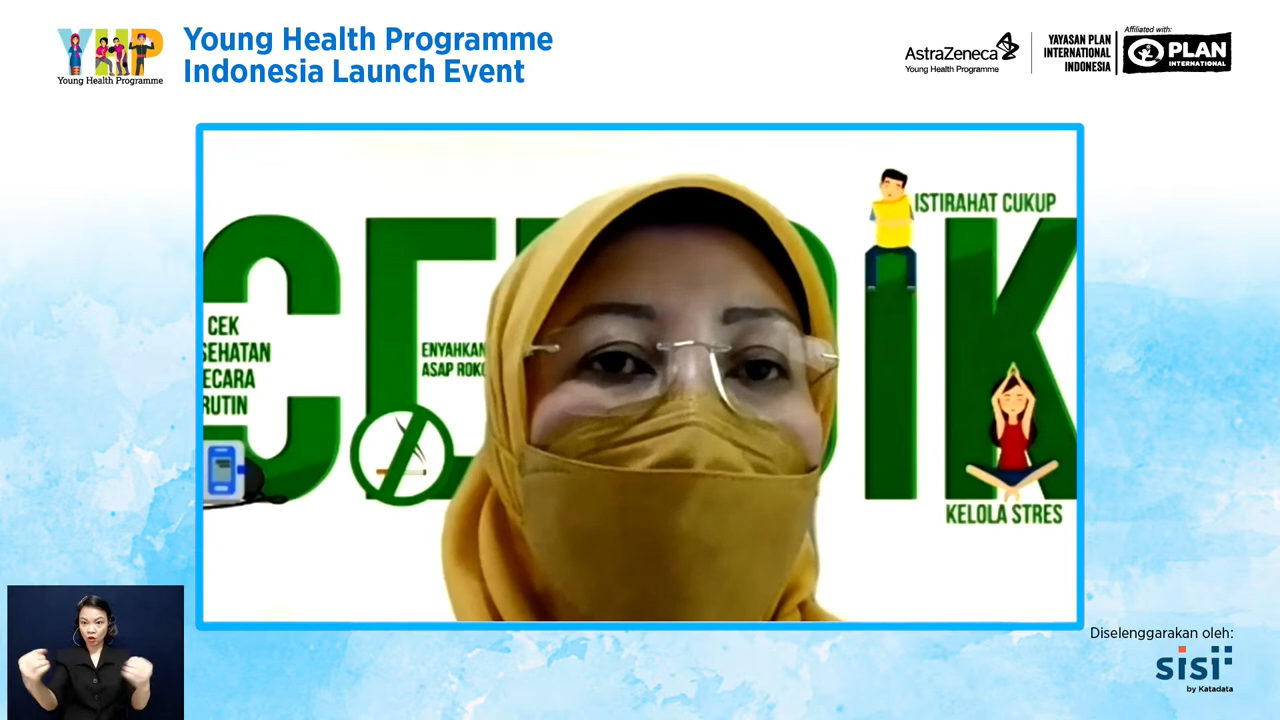 YHP
Young Health Programme
Young Health Programme
Indonesia Launch Event
AstraZeneca
Young Health Programme
YAYASAN PLAN
INTERNATIONAL
INDONESIA
Affiliated with:
PLAN
INTERNATIONAL
ISTIRAHAT CUKUP
CEK
SEHATAN
ECARA
RUTIN
ENYAHKAN
ASAP ROKO
KELOLA STRES
Diselenggarakan oleh:
sisi
by Katadata